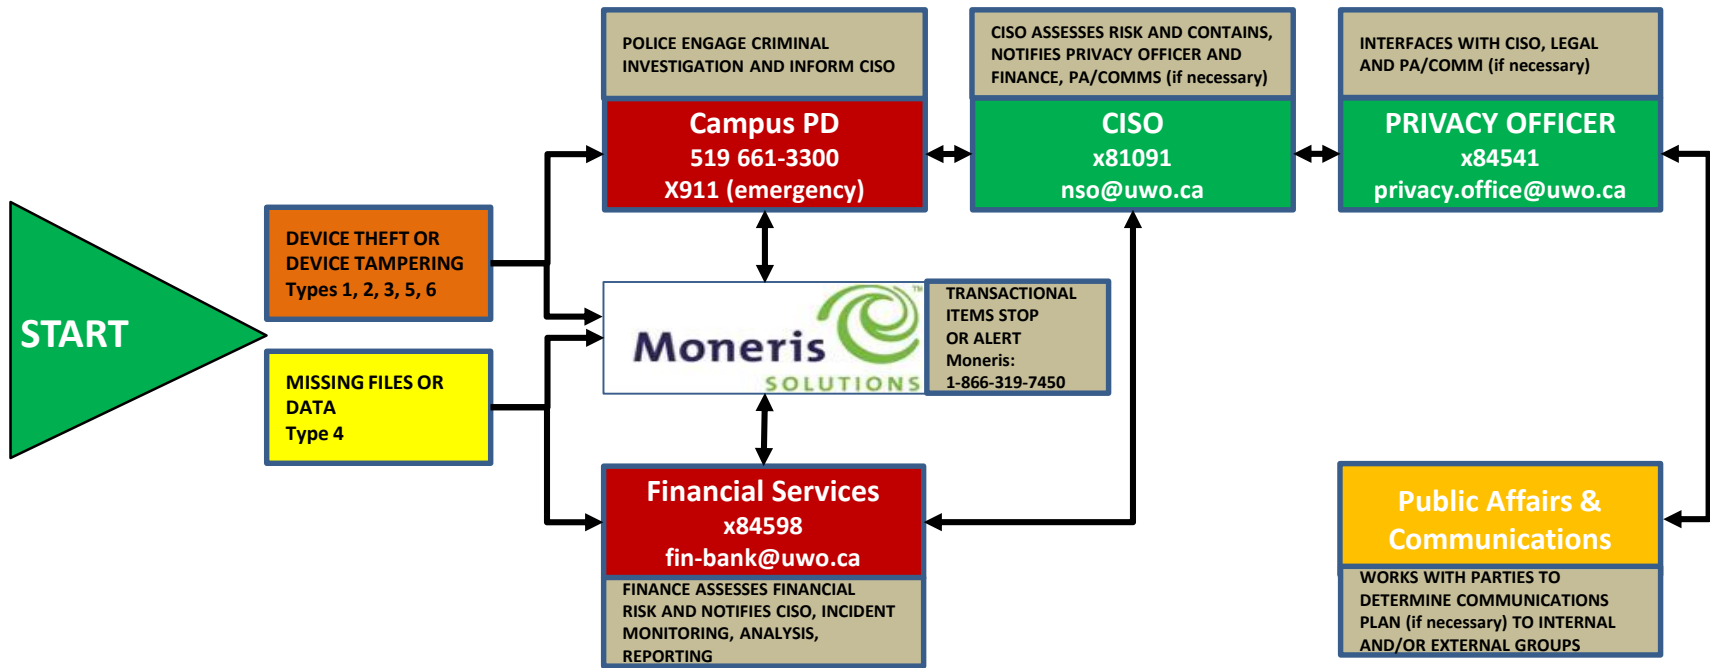 START
DEVICE THEFT OR
DEVICE TAMPERING
Types 1, 2, 3, 5, 6
MISSING FILES OR
DATA
Type 4
POLICE ENGAGE CRIMINAL
INVESTIGATION AND INFORM CISO
Campus PD
519 661-3300
X911 (emergency)
Moneris
SOLUTIONS
TM
TRANSACTIONAL
ITEMS STOP
OR ALERT
Moneris:
1-866-319-7450
Financial Services
x84598
fin-bank@uwo.ca
FINANCE ASSESSES FINANCIAL
RISK AND NOTIFIES CISO, INCIDENT
MONITORING, ANALYSIS,
REPORTING
CISO ASSESSES RISK AND CONTAINS,
NOTIFIES PRIVACY OFFICER AND
FINANCE, PA/COMMS (if necessary)
CISO
x81091
nso@uwo.ca
INTERFACES WITH CISO, LEGAL
AND PA/COMM (if necessary)
PRIVACY OFFICER
x84541
privacy.office@uwo.ca
Public Affairs &
Communications
WORKS WITH PARTIES TO
DETERMINE COMMUNICATIONS
PLAN (if necessary) TO INTERNAL
AND/OR EXTERNAL GROUPS